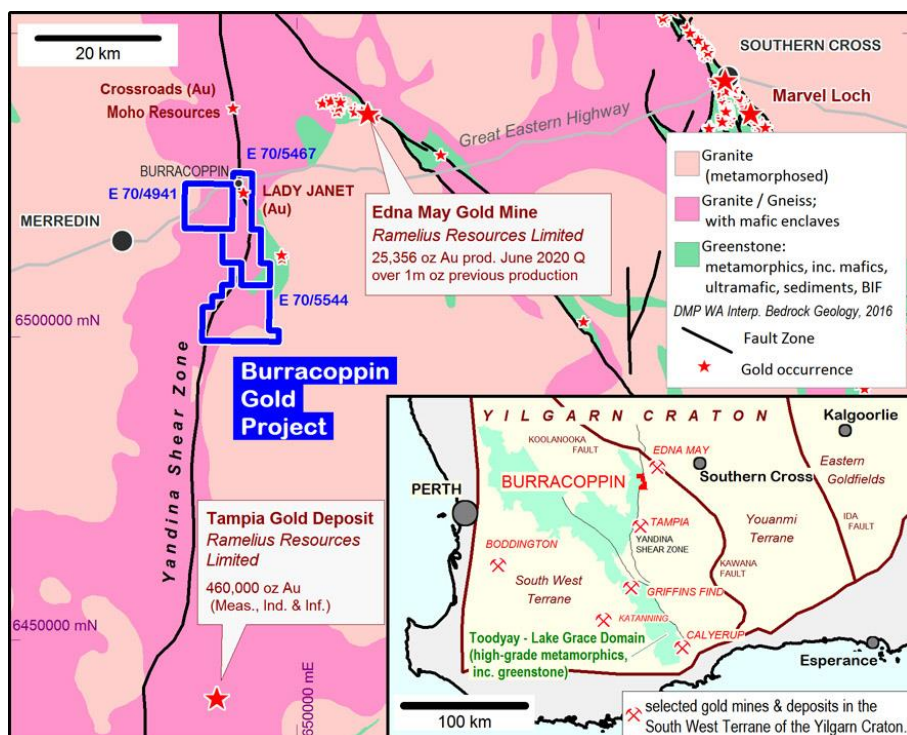 20 km
SOUTHERN CROSS
Crossroads (Au)
Moho Resources
Marvel Loch
Great Eastern Highway
E 70/5467
BURRACOPPIN
E 70/4941
LADY JANET
(Au)
MERREDIN
Edna May Gold Mine
Ramelius Resources Limited
25,356 oz Au prod. June 2020 Q
over 1m oz previous production
E 70/5544
6500000 mN
Burracoppin
Gold
Project
Yandina Shear Zone
Tampia Gold Deposit
Ramelius Resources
Limited
460,000 oz Au
(Meas., Ind. & Inf.)
6450000 mN
650000 mE
Granite
(metamorphosed)
Granite / Gneiss;
with mafic enclaves
Greenstone:
metamorphics, inc. mafics,
ultramafic, sediments, BIF
DMP WA Interp. Bedrock Geology, 2016
Fault Zone
Gold occurrence
YILGARN CRATON
Kalgoorlie
KOOLANOOKA
FAULT
EDNA MAY
Eastern
Goldfields
BURRACOPPIN
Southern Cross
PERTH
TAMPIA
Youanmi
Terrane
IDA
FAULT
YANDINA
SHEAR ZONE
BODDINGTON
KAWANA
FAULT
South West
Terrane
GRIFFINS FIND
KATANNING
CALYERUP
Toodyay - Lake Grace Domain
(high-grade metamorphics,
inc. greenstone)
Esperance
100 km
selected gold mines & deposits in the
South West Terrane of the Yilgarn Craton.